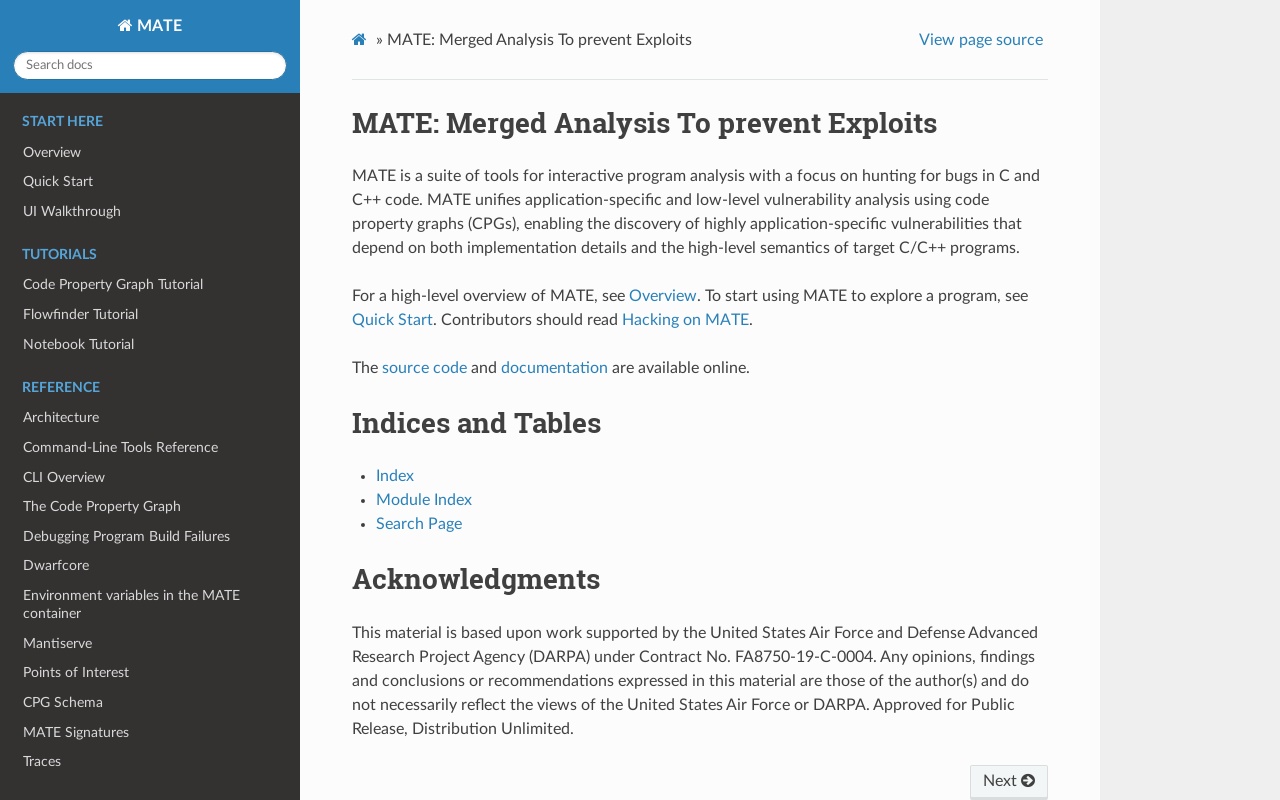 MATE
Search docs
START HERE
Overview
Quick Start
UI Walkthrough
TUTORIALS
Code Property Graph Tutorial
Flowfinder Tutorial
Notebook Tutorial
REFERENCE
Architecture
Command-Line Tools Reference
CLI Overview
The Code Property Graph
Debugging Program Build Failures
Dwarfcore
Environment variables in the MATE
container
Mantiserve
Points of Interest
CPG Schema
MATE Signatures
Traces
» MATE: Merged Analysis To prevent Exploits
View page source
MATE: Merged Analysis To prevent Exploits
MATE is a suite of tools for interactive program analysis with a focus on hunting for bugs in C and
C++ code. MATE unifies application-specific and low-level vulnerability analysis using code
property graphs (CPGs), enabling the discovery of highly application-specific vulnerabilities that
depend on both implementation details and the high-level semantics of target C/C++ programs.
For a high-level overview of MATE, see Overview. To start using MATE to explore a program, see
Quick Start. Contributors should read Hacking on MATE.
The source code and documentation are available online.
Indices and Tables
• Index
• Module Index
• Search Page
Acknowledgments
This material is based upon work supported by the United States Air Force and Defense Advanced
Research Project Agency (DARPA) under Contract No. FA8750-19-C-0004. Any opinions, findings
and conclusions or recommendations expressed in this material are those of the author(s) and do
not necessarily reflect the views of the United States Air Force or DARPA. Approved for Public
Release, Distribution Unlimited.
Next